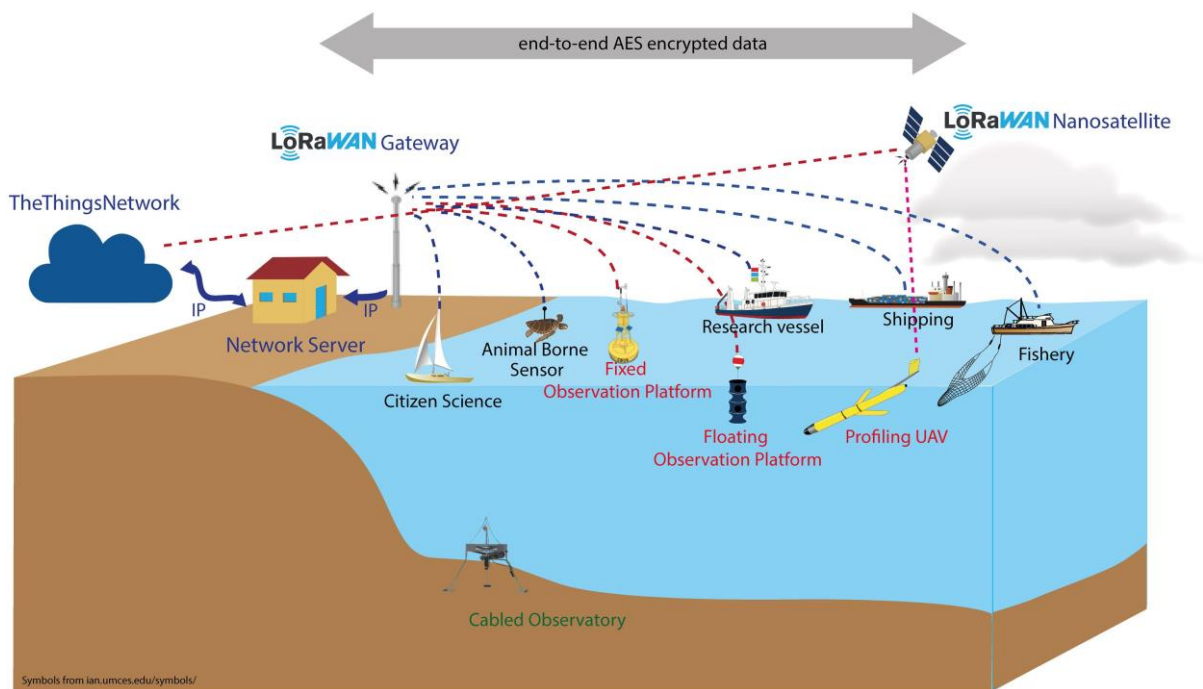 end-to-end AES encrypted data
LoRaWAN Gateway
LoRaWAN Nanosatellite
TheThingsNetwork
IP
IP
Network Server
Citizen Science
Animal Borne
Sensor
Fixed
Observation Platform
Research vessel
Shipping
Fishery
Floating
Observation Platform
Profiling UAV
Cabled Observatory
Symbols from ian.umces.edu/symbols/